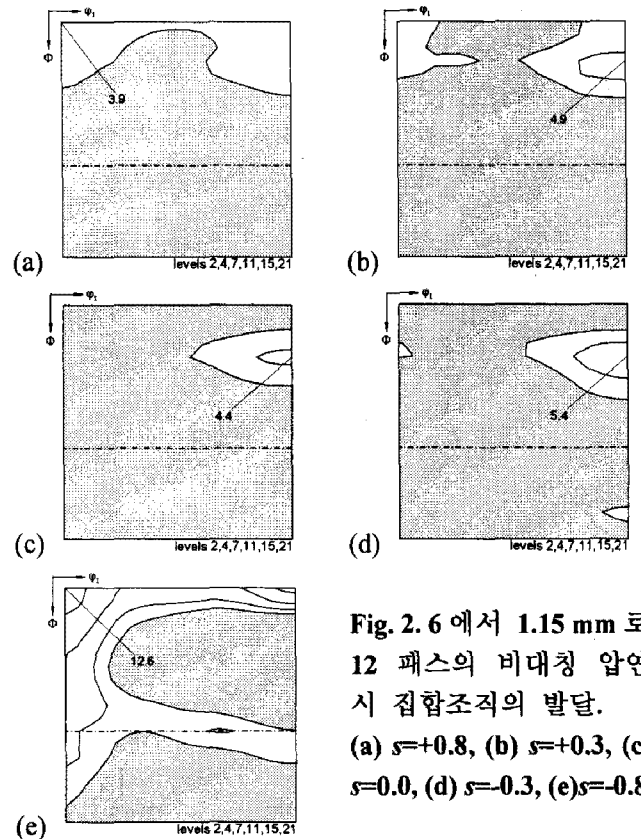 φ₁
Φ
3.9
(a)
levels 2,4,7,11,15,21
φ₁
Φ
4.9
(b)
levels 2,4,7,11,15,21
φ₁
Φ
4.4
(c)
levels 2,4,7,11,15,21
φ₁
Φ
5.4
(d)
levels 2,4,7,11,15,21
φ₁
Φ
12.6
(e)
levels 2,4,7,11,15,21
Fig. 2. 6 에서 1.15 mm 로
12 패스의 비대칭
시 집합조직의 발달.
(a) s=+0.8, (b) s=+0.3, (c
s=0.0, (d) s=-0.3, (e)s=-0.8